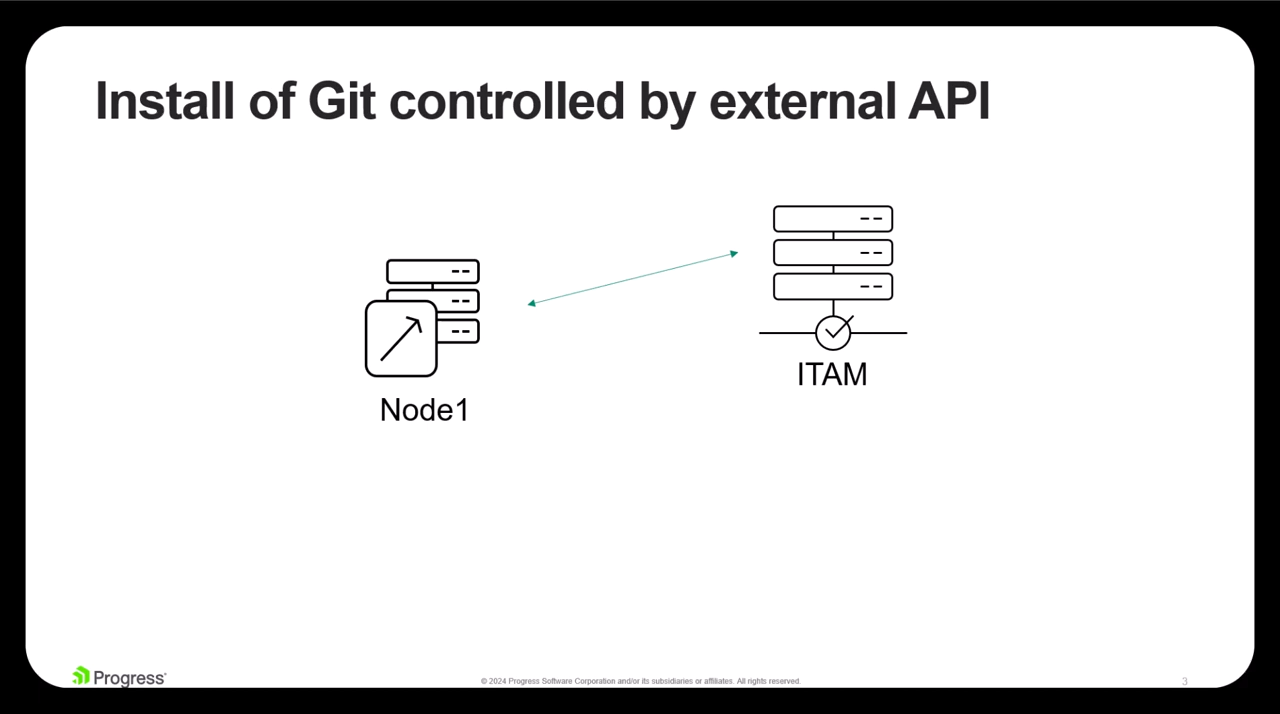 Install of Git controlled by external API
ITAM
Node1
Progress®
© 2024 Progress Software Corporation and/or its subsidiaries or affiliates. All rights reserved.
3